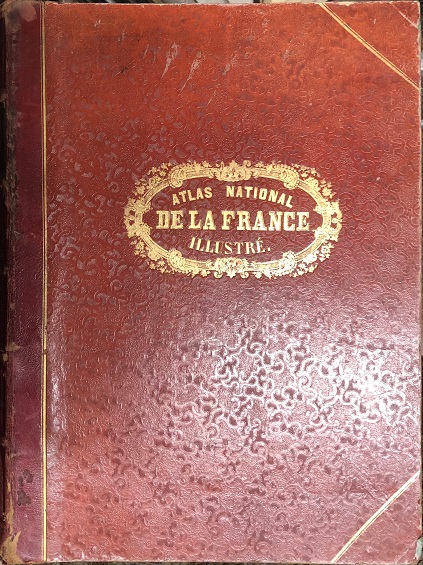 ATLAS NATIONAL
DE LA FRANCE
ILLUSTRÉ.